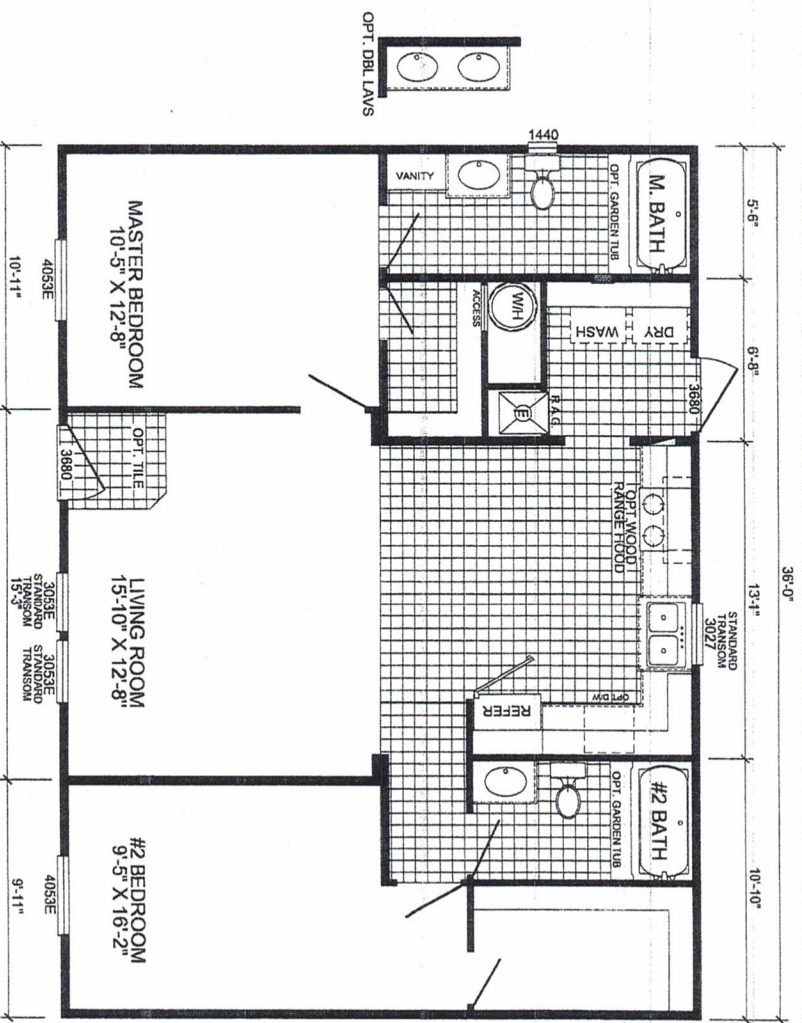 OPT. DBL LAVS
36'-0"
5'-6"
6'-8"
13'-1"
10'-10"
1440
M. BATH
OPT. GARDEN TUB
VANITY
DRY
WASH
3680
W/H
ACCESS
R.A.G.
E
OPT WOOD
RANGE HOOD
STANDARD
TRANSOM
3027
OPT D/W
REFER
#2 BATH
OPT. GARDEN TUB
MASTER BEDROOM
10'-5" X 12'-8"
OPT. TILE
3680
LIVING ROOM
15'-10" X 12'-8"
#2 BEDROOM
9'-5" X 16'-2"
4053E
3053E
STANDARD
TRANSOM
3053E
STANDARD
TRANSOM
4053E
10'-11"
15'-3"
9'-11"